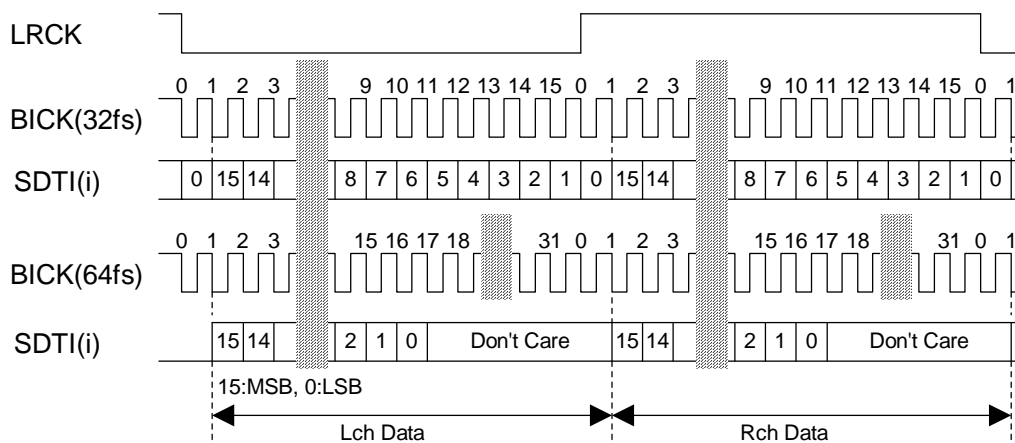 LRCK
0 1 2 3 9 10 11 12 13 14 15 0 1 2 3 9 10 11 12 13 14 15 0 1
BICK(32fs)
SDTI(i) 0 15 14 8 7 6 5 4 3 2 1 0 15 14 8 7 6 5 4 3 2 1 0
0 1 2 3 15 16 17 18 31 0 1 2 3 15 16 17 18 31 0 1
BICK(64fs)
SDTI(i) 15 14 2 1 0 Don't Care 15 14 2 1 0 Don't Care
15:MSB, 0:LSB
Lch Data Rch Data